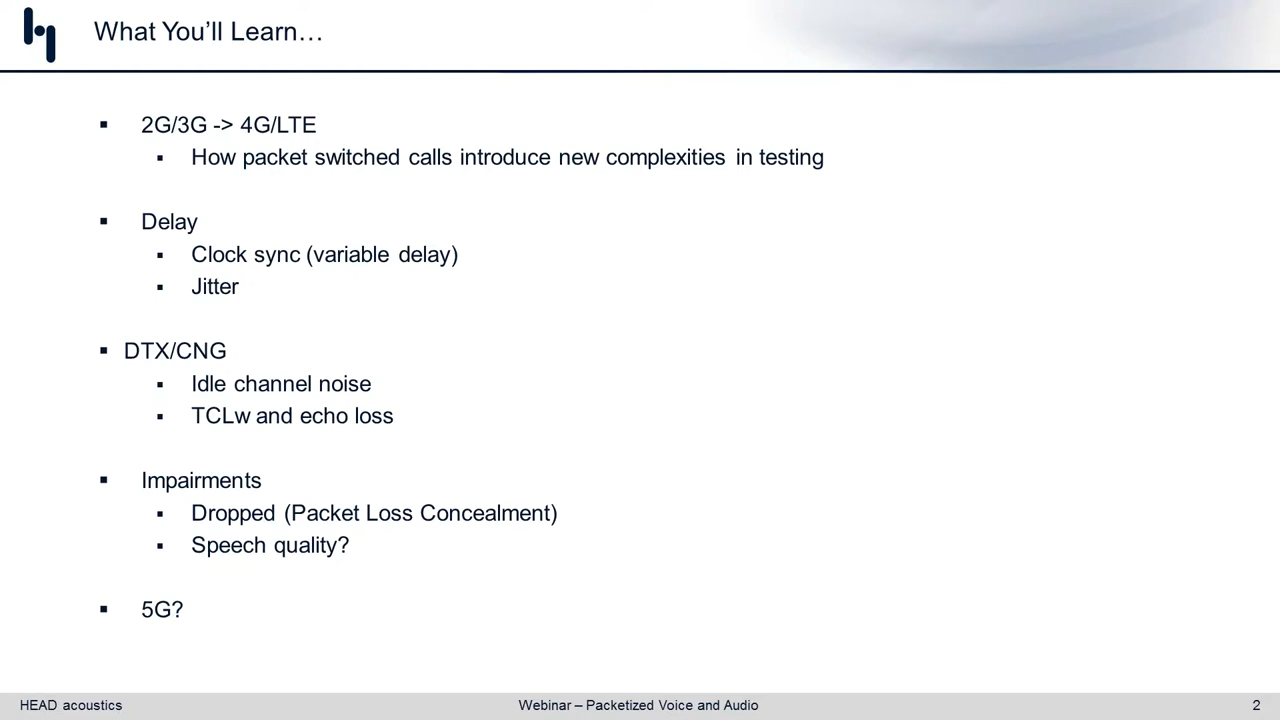 What You’ll Learn…
▪ 2G/3G -> 4G/LTE
▪ How packet switched calls introduce new complexities in testing
▪ Delay
▪ Clock sync (variable delay)
▪ Jitter
▪ DTX/CNG
▪ Idle channel noise
▪ TCLw and echo loss
▪ Impairments
▪ Dropped (Packet Loss Concealment)
▪ Speech quality?
▪ 5G?
HEAD acoustics
Webinar – Packetized Voice and Audio
2